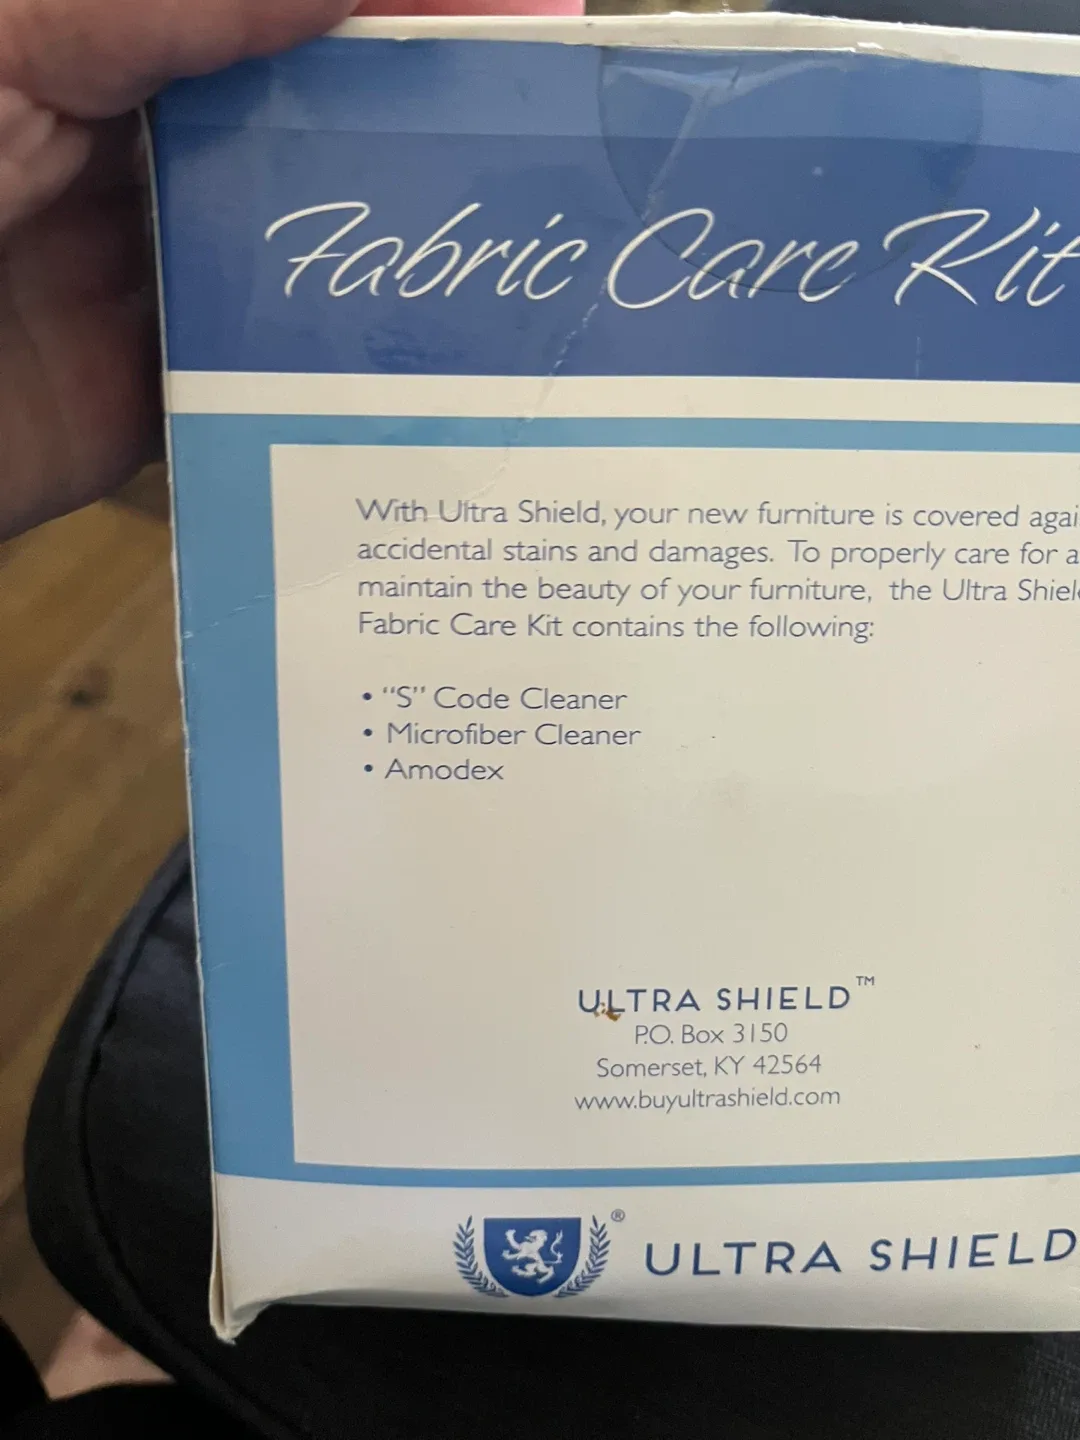 Fabric Care Kit
With Ultra Shield, your new furniture is covered
accidental stains and damages. To properly care for
maintain the beauty of your furniture, the Ultra
Fabric Care Kit contains the following:
• "S" Code Cleaner
• Microfiber Cleaner
• Amodex
ULTRA SHIELD™
P.O. Box 3150
Somerset, KY 42564
www.buyultrashield.com
® ULTRA SHIELD